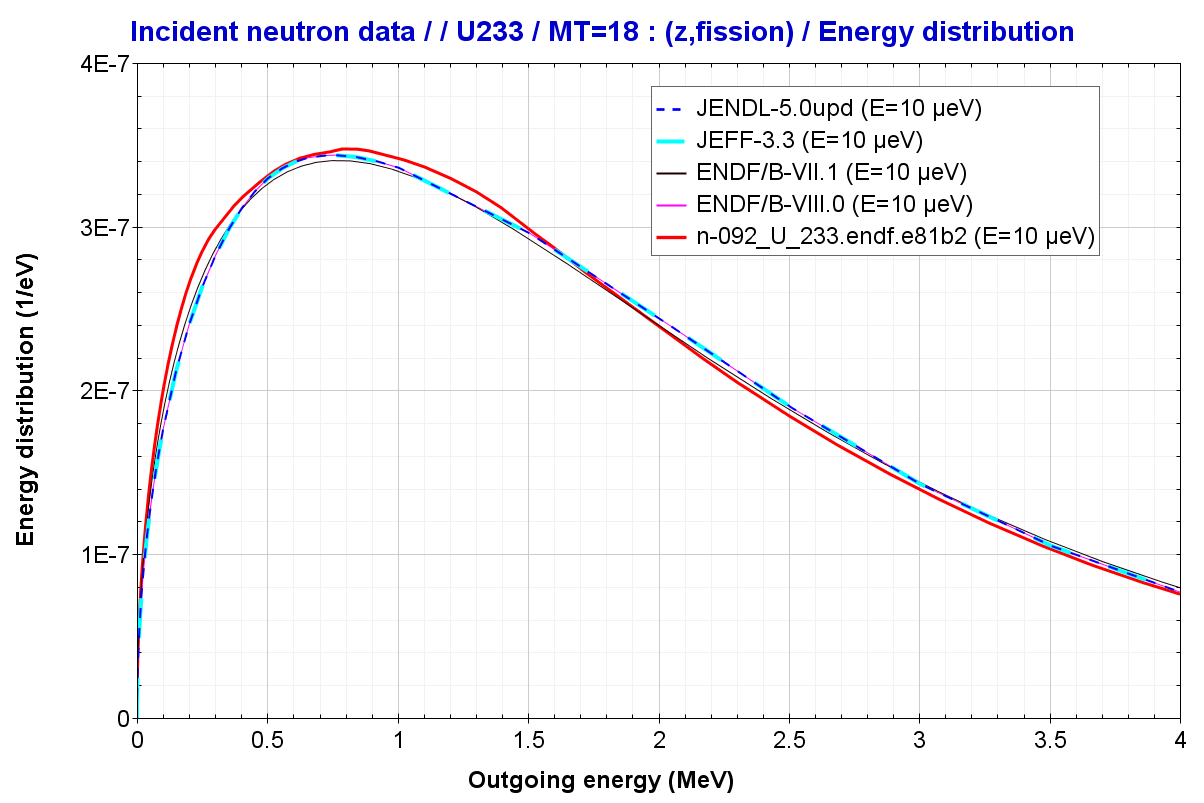 Incident neutron data / / U233 / MT=18 : (z,fission) / Energy distribution
4E-7
3E-7
2E-7
1E-7
0
Energy distribution (1/eV)
JENDL-5.0upd (E=10 µeV)
JEFF-3.3 (E=10 µeV)
ENDF/B-VII.1 (E=10 µeV)
ENDF/B-VIII.0 (E=10 µeV)
n-092_U_233.endf.e81b2 (E=10 µeV)
0 0.5 1 1.5 2 2.5 3 3.5 4
Outgoing energy (MeV)